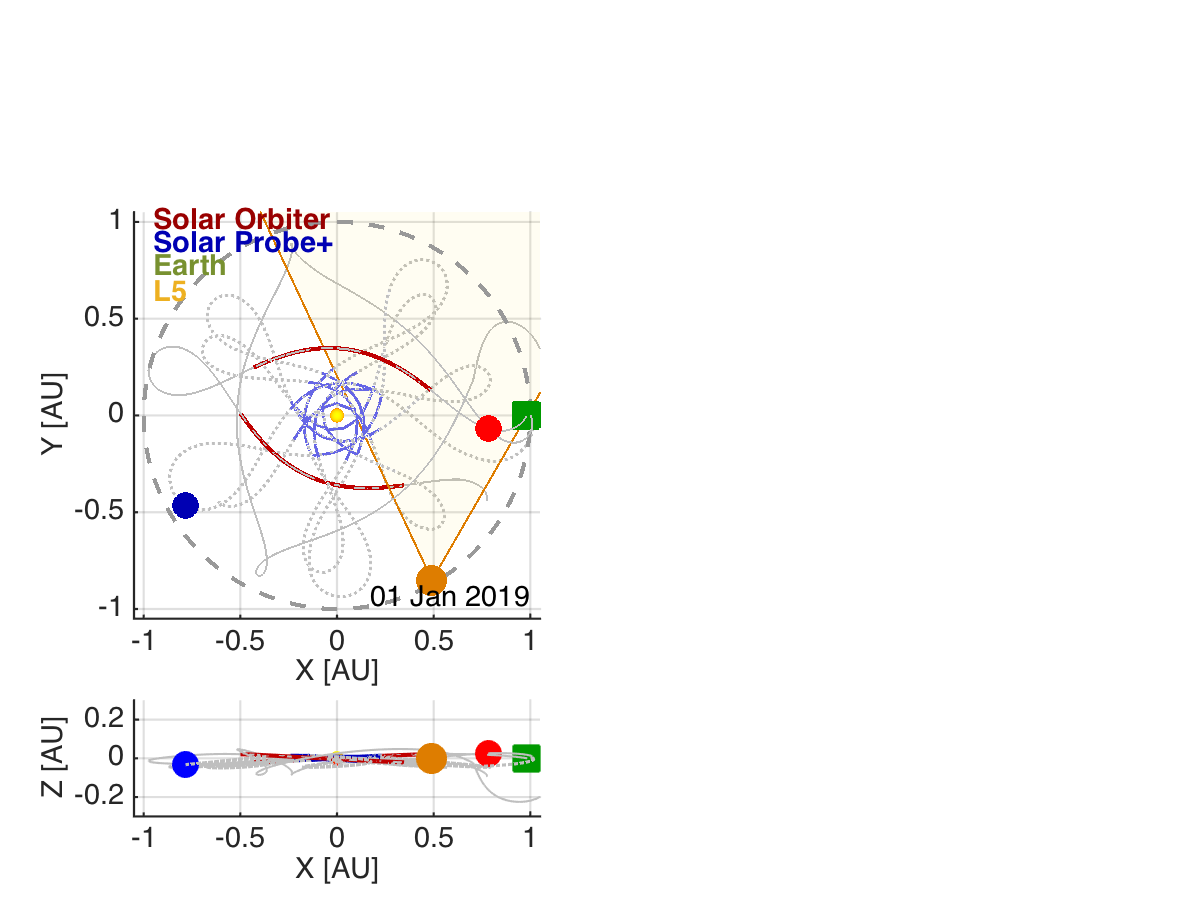 Solar Orbiter
Solar Probe+
Earth
L5
1
0.5
0
-0.5
-1
Y [AU]
01 Jan 2019
-1 -0.5 0 0.5 1
X [AU]
0.2
0
-0.2
Z [AU]
-1 -0.5 0 0.5 1
X [AU]